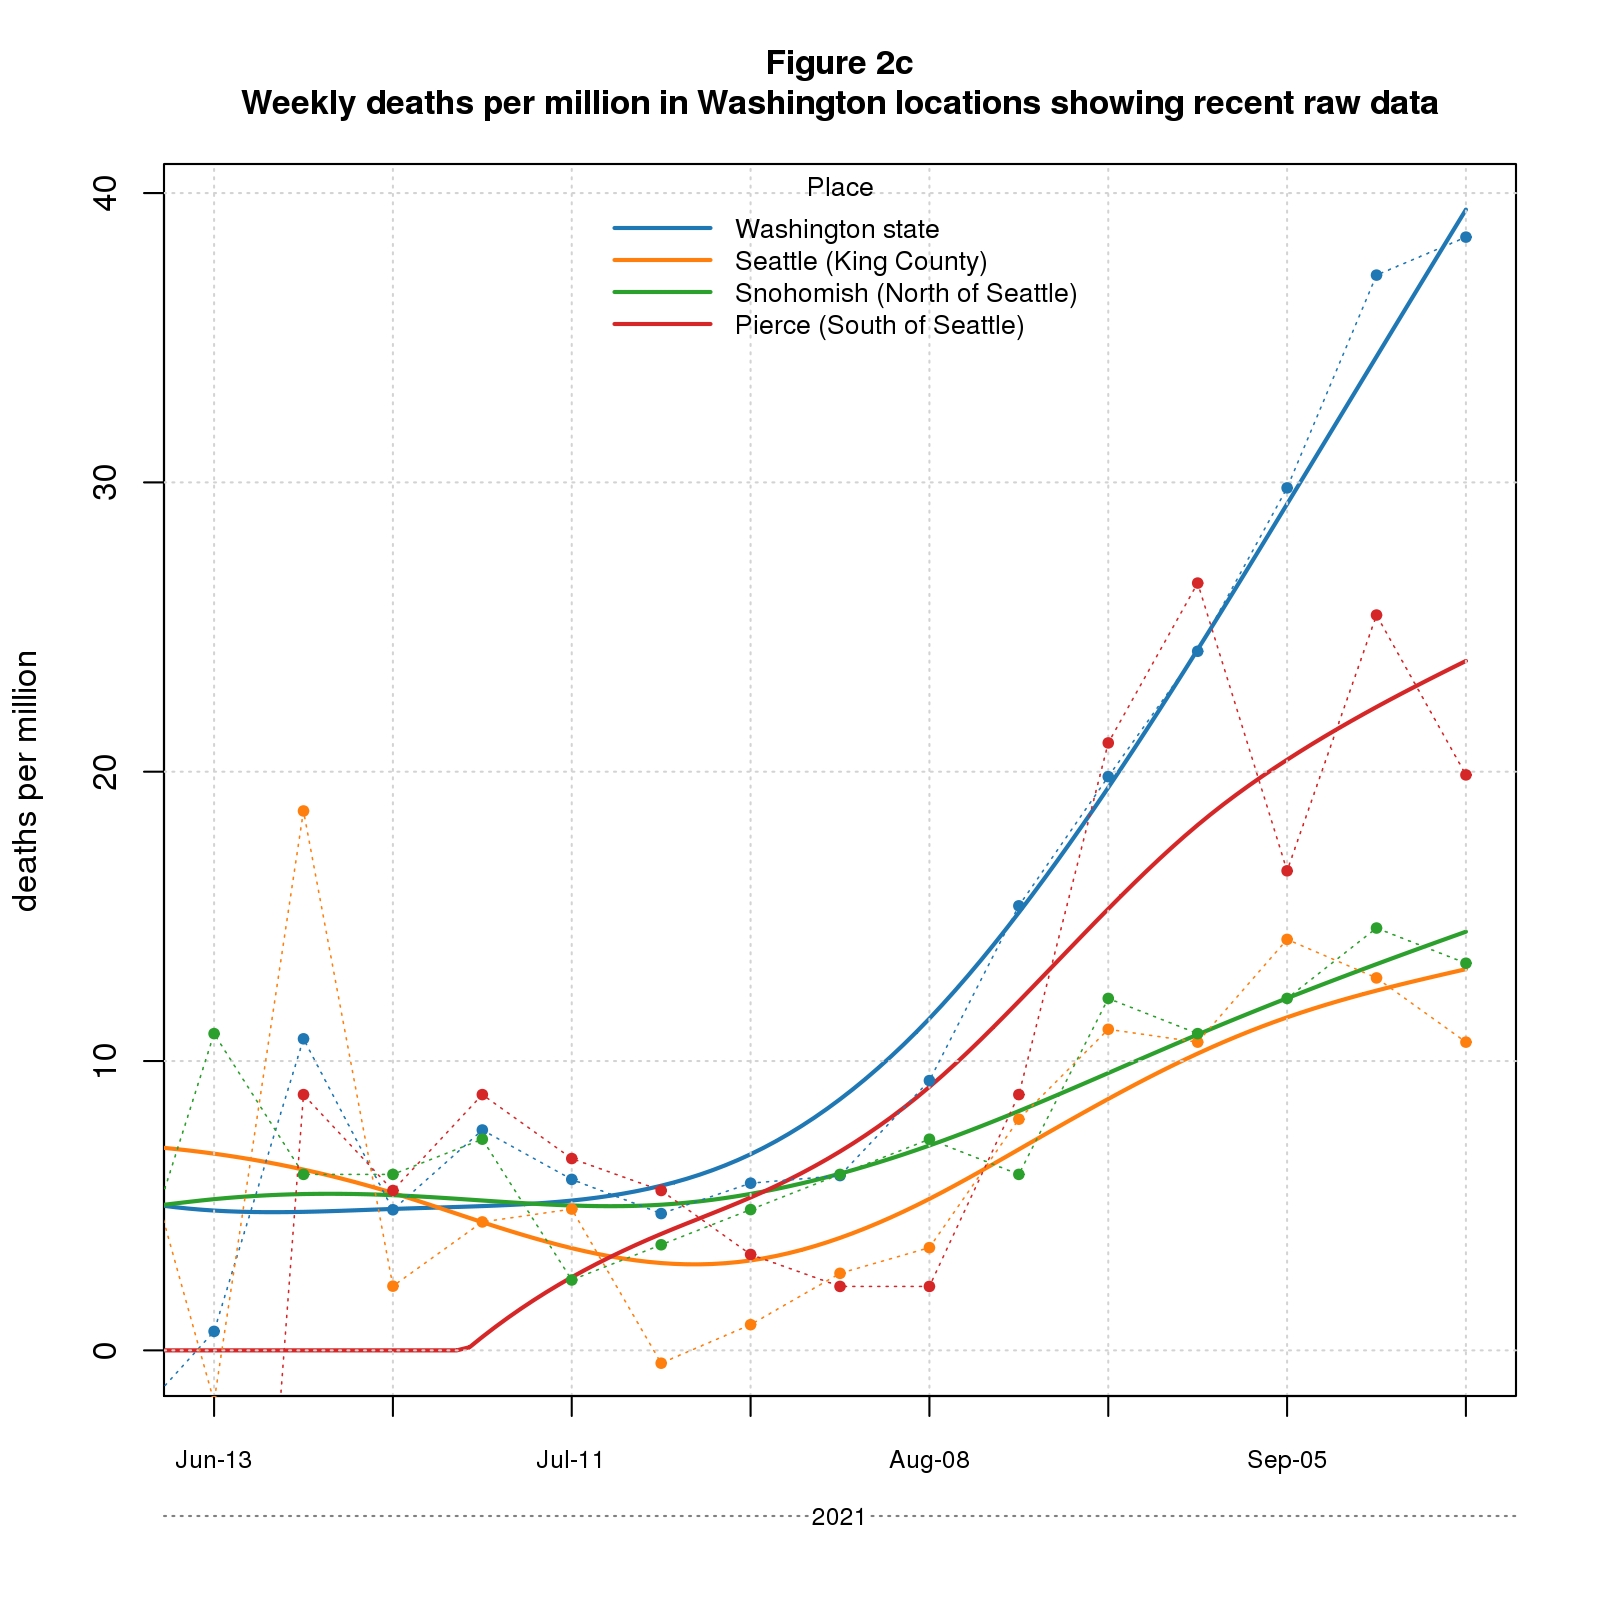 Figure 2c
Weekly deaths per million in Washington locations showing recent raw data
Place
Washington state
Seattle (King County)
Snohomish (North of Seattle)
Pierce (South of Seattle)
deaths per million
40
30
20
10
0
Jun-13
Jul-11
Aug-08
Sep-05
2021